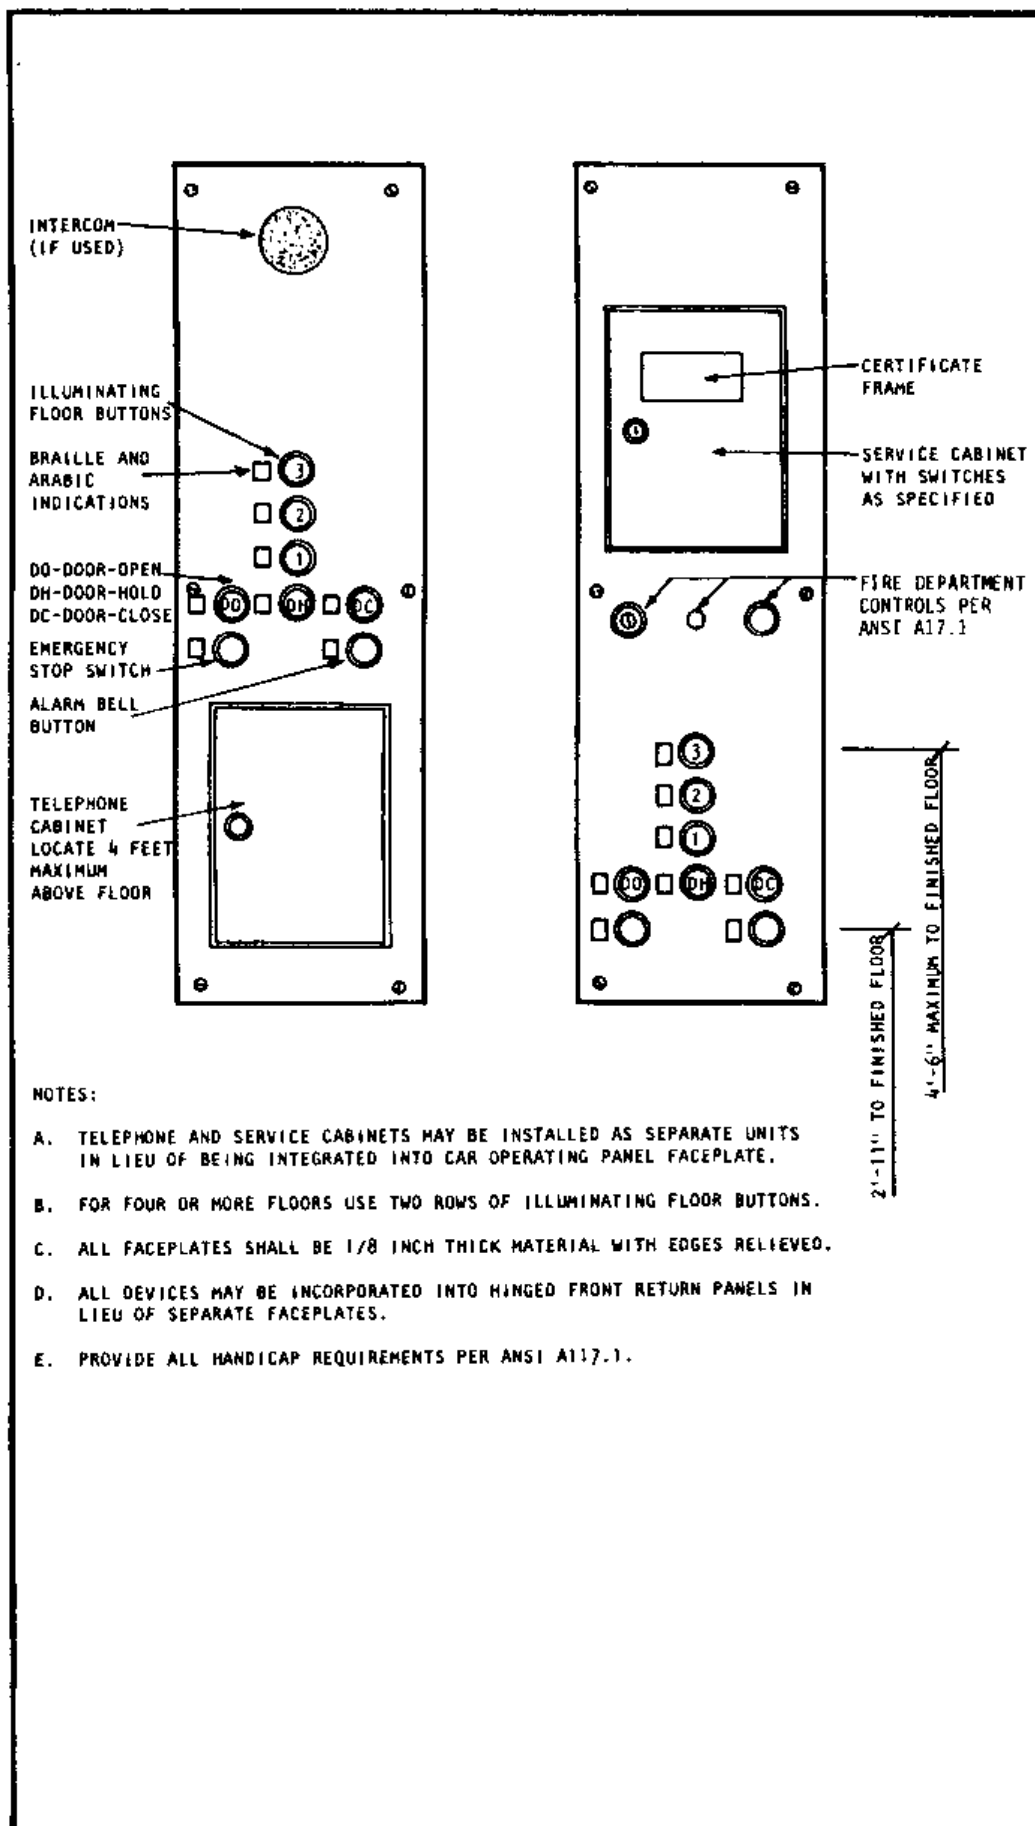 INTERCOM
(IF USED)
ILLUMINATING
FLOOR BUTTONS
BRAILLE AND
ARABIC
INDICATIONS
DO-DOOR-OPEN
DH-DOOR-HOLD
DC-DOOR-CLOSE
EMERGENCY
STOP SWITCH
ALARM BELL
BUTTON
TELEPHONE
CABINET
LOCATE 4 FEET
MAXIMUM
ABOVE FLOOR
3
2
1
DO DH DC
CERTIFICATE
FRAME
SERVICE CABINET
WITH SWITCHES
AS SPECIFIED
FIRE DEPARTMENT
CONTROLS PER
ANSI A17.1
3
2
1
DO DH DC
2'-11" TO FINISHED FLOOR
4'-6" MAXIMUM TO FINISHED FLOOR
NOTES:
A. TELEPHONE AND SERVICE CABINETS MAY BE INSTALLED AS SEPARATE UNITS
IN LIEU OF BEING INTEGRATED INTO CAR OPERATING PANEL FACEPLATE.
B. FOR FOUR OR MORE FLOORS USE TWO ROWS OF ILLUMINATING FLOOR BUTTONS.
C. ALL FACEPLATES SHALL BE 1/8 INCH THICK MATERIAL WITH EDGES RELIEVED.
D. ALL DEVICES MAY BE INCORPORATED INTO HINGED FRONT RETURN PANELS IN
LIEU OF SEPARATE FACEPLATES.
E. PROVIDE ALL HANDICAP REQUIREMENTS PER ANSI A117.1.